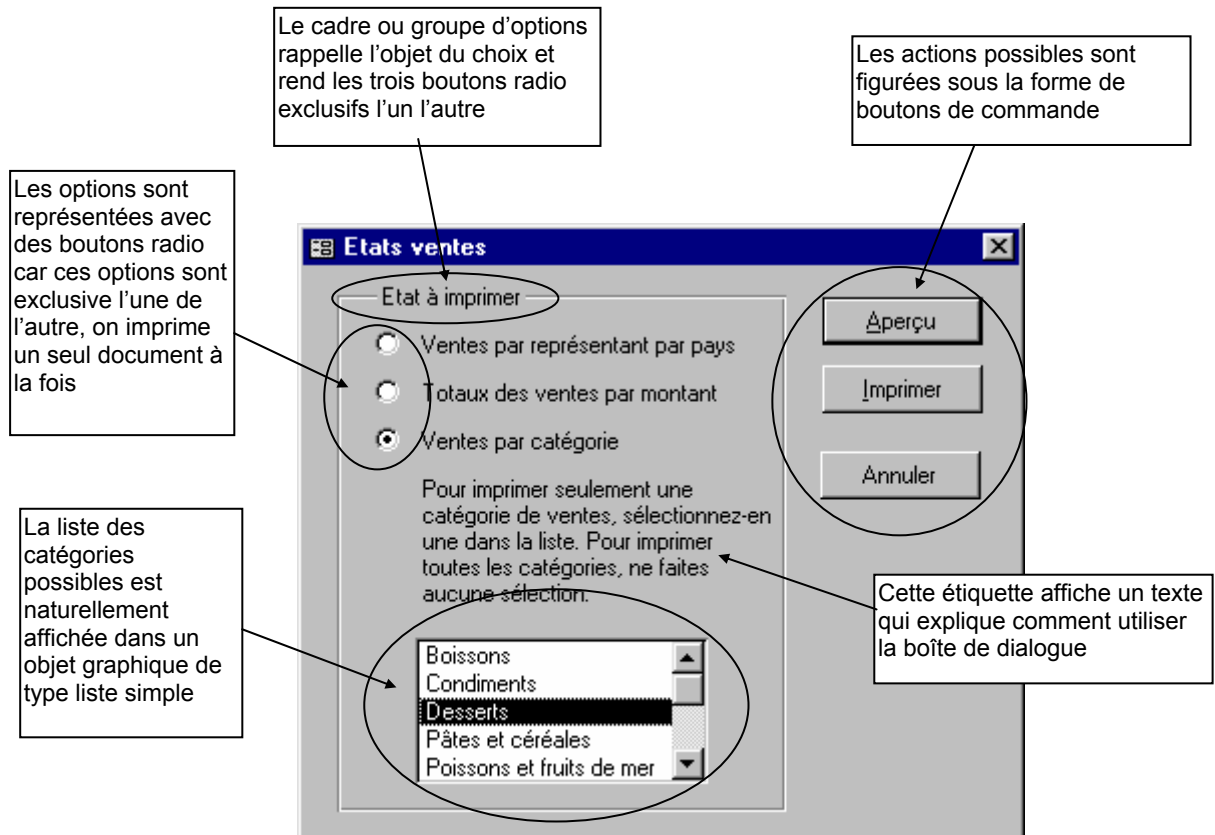 Le cadre ou groupe d’options
rappelle l’objet du choix et
rend les trois boutons radio
exclusifs l’un l’autre
Les actions possibles sont
figurées sous la forme de
boutons de commande
Les options sont
représentées avec
des boutons radio
car ces options sont
exclusive l’une de
l’autre, on imprime
un seul document à
la fois
Etats ventes
Etat à imprimer
Ventes par représentant par pays
Totaux des ventes par montant
Ventes par catégorie
Aperçu
Imprimer
Annuler
Pour imprimer seulement une
catégorie de ventes, sélectionnez-en
une dans la liste. Pour imprimer
toutes les catégories, ne faites
aucune sélection.
La liste des
catégories
possibles est
naturellement
affichée dans un
objet graphique de
type liste simple
Cette étiquette affiche un texte
qui explique comment utiliser
la boîte de dialogue
Boissons
Condiments
Desserts
Pâtes et céréales
Poissons et fruits de mer